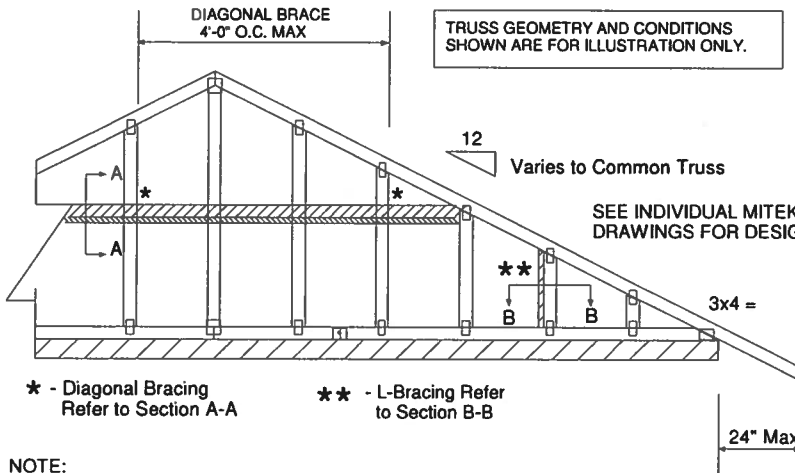 DIAGONAL BRACE
4'-0" O.C. MAX
TRUSS GEOMETRY AND CONDITIONS
SHOWN ARE FOR ILLUSTRATION ONLY.
12
Varies to Common Truss
A
*
*
SEE INDIVIDUAL MITEK
DRAWINGS FOR DESIG
A
**
B
B
3x4 =
* - Diagonal Bracing
Refer to Section A-A
** - L-Bracing Refer
to Section B-B
24" Max
NOTE: